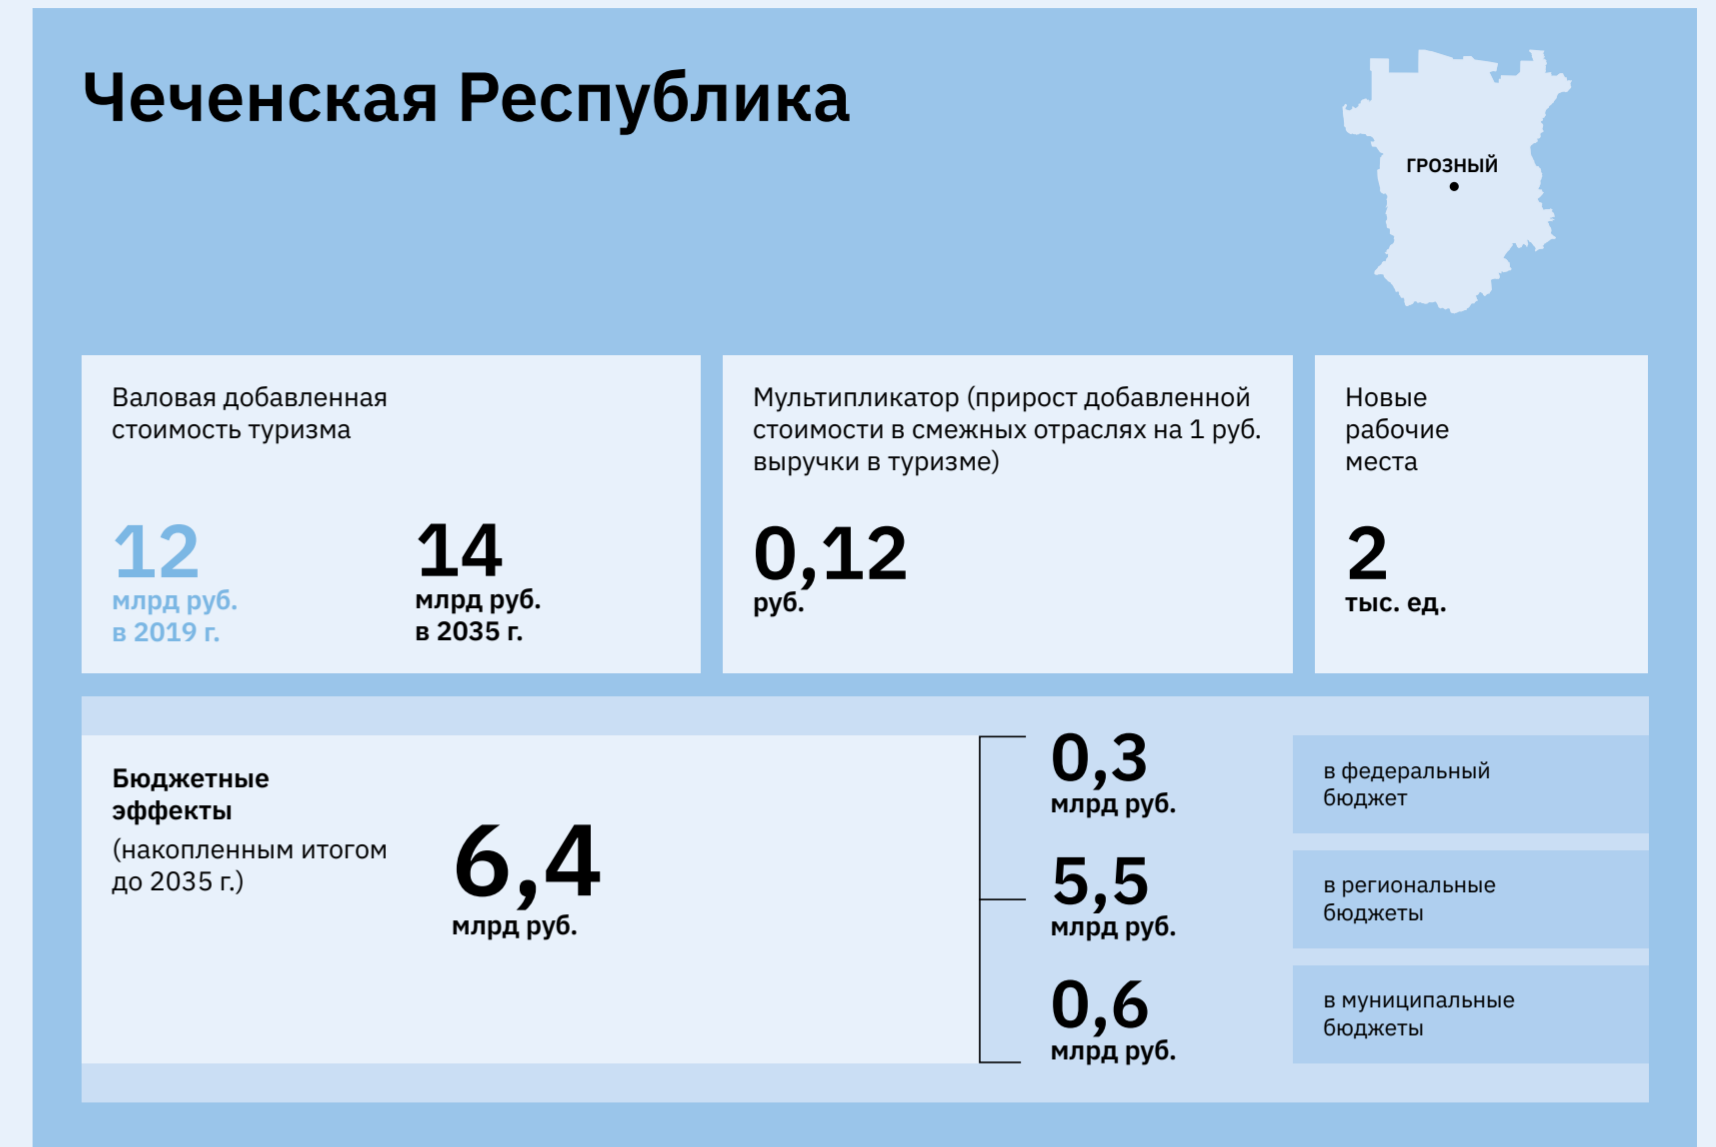 Чеченская Республика
ГРОЗНЫЙ
Валовая добавленная
стоимость туризма
12
млрд руб.
в 2019 г.
14
млрд руб.
в 2035 г.
Мультипликатор (прирост добавленной
стоимости в смежных отраслях на 1 руб.
выручки в туризме)
0,12
руб.
Новые
рабочие
места
2
тыс. ед.
Бюджетные
эффекты
(накопленным итогом
до 2035 г.)
6,4
млрд руб.
0,3
млрд руб.
в федеральный
бюджет
5,5
млрд руб.
в региональные
бюджеты
0,6
млрд руб.
в муниципальные
бюджеты